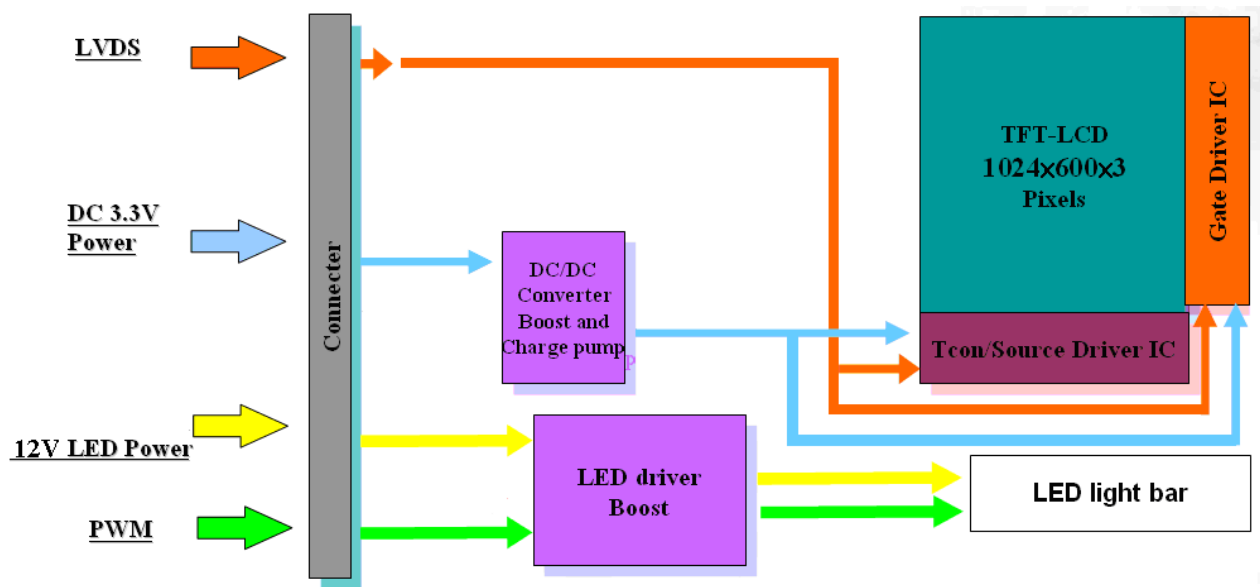 LVDS
DC 3.3V
Power
12V LED Power
PWM
Connecter
DC/DC
Converter
Boost and
Charge pump
P
LED driver
Boost
TFT-LCD
1024x600x3
Pixels
Gate Driver IC
Tcon/Source Driver IC
LED light bar